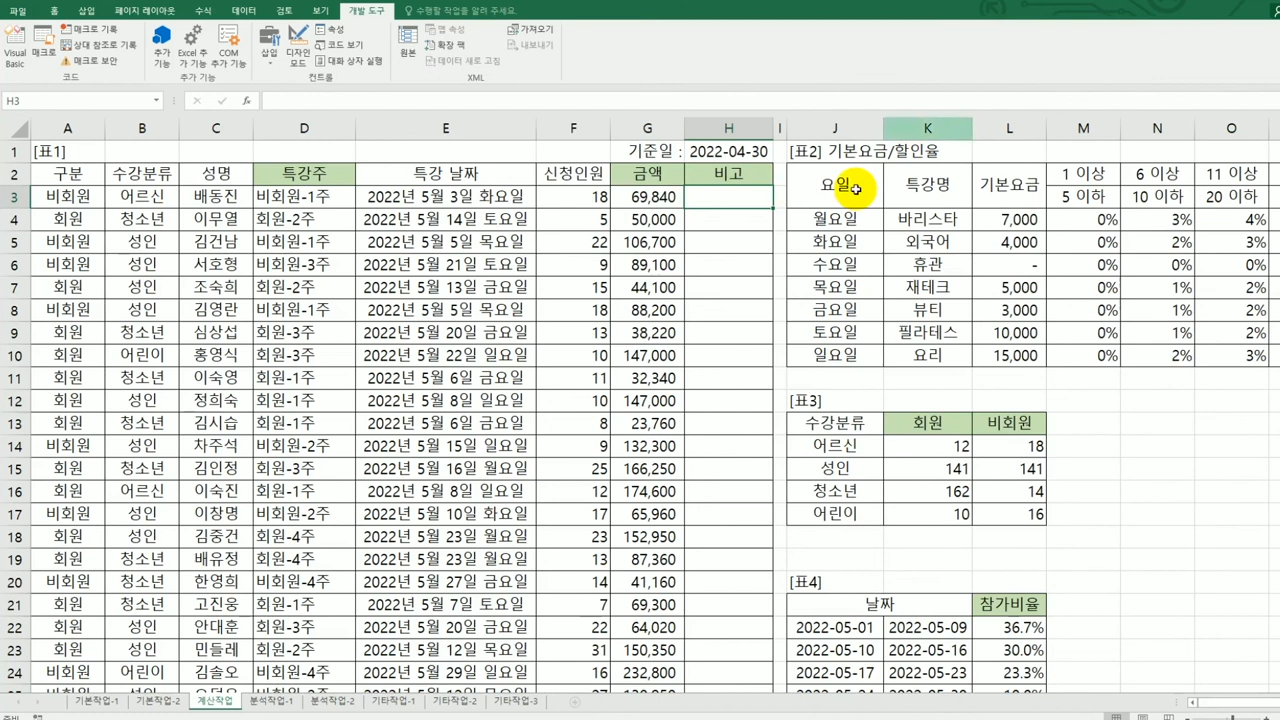 파일 홈 삽입 페이지 레이아웃 수식 데이터 검토 보기 개발 도구 수행할 작업을 알려 주세요.
Visual Basic 매크로 매크로 기록 상대 참조로 기록 매크로 보안 코드
추가 기능 Excel 추가 기능 COM 추가 기능 추가 기능
삽입 디자인 모드 속성 코드 보기 대화 상자 실행 컨트롤
원본 맵 속성 확장 팩 데이터 새로 고침 가져오기 내보내기 XML
H3 fx
A B C D E F G H I J K L M N O
1 [표1] 기준일 : 2022-04-30 [표2] 기본요금/할인율
2 구분 수강분류 성명 특강주 특강 날짜 신청인원 금액 비고 요일 특강명 기본요금 1 이상 6 이상 11 이상
3 비회원 어르신 배동진 비회원-1주 2022년 5월 3일 화요일 18 69,840 5 이하 10 이하 20 이하
4 회원 청소년 이무열 회원-2주 2022년 5월 14일 토요일 5 50,000 월요일 바리스타 7,000 0% 3% 4%
5 비회원 성인 김건남 비회원-1주 2022년 5월 5일 목요일 22 106,700 화요일 외국어 4,000 0% 2% 3%
6 비회원 성인 서호형 비회원-3주 2022년 5월 21일 토요일 9 89,100 수요일 휴관 - 0% 0% 0%
7 회원 성인 조숙희 회원-2주 2022년 5월 13일 금요일 15 44,100 목요일 재테크 5,000 0% 1% 2%
8 비회원 성인 김영란 비회원-1주 2022년 5월 5일 목요일 18 88,200 금요일 뷰티 3,000 0% 1% 2%
9 회원 청소년 심상섭 회원-3주 2022년 5월 20일 금요일 13 38,220 토요일 필라테스 10,000 0% 1% 2%
10 회원 어린이 홍영식 회원-3주 2022년 5월 22일 일요일 10 147,000 일요일 요리 15,000 0% 2% 3%
11 회원 청소년 이숙영 회원-1주 2022년 5월 6일 금요일 11 32,340
12 회원 성인 정희숙 회원-1주 2022년 5월 8일 일요일 10 147,000 [표3]
13 회원 청소년 김시습 회원-1주 2022년 5월 6일 금요일 8 23,760 수강분류 회원 비회원
14 비회원 성인 차주석 비회원-2주 2022년 5월 15일 일요일 9 132,300 어르신 12 18
15 회원 청소년 김인정 회원-3주 2022년 5월 16일 월요일 25 166,250 성인 141 141
16 회원 어르신 이숙진 회원-1주 2022년 5월 8일 일요일 12 174,600 청소년 162 14
17 비회원 성인 이창명 비회원-2주 2022년 5월 10일 화요일 17 65,960 어린이 10 16
18 회원 성인 김중건 회원-4주 2022년 5월 23일 월요일 23 152,950
19 회원 청소년 배유정 회원-4주 2022년 5월 23일 월요일 13 87,360
20 비회원 청소년 한영희 비회원-4주 2022년 5월 27일 금요일 14 41,160 [표4]
21 회원 청소년 고진웅 회원-1주 2022년 5월 7일 토요일 7 69,300 날짜 참가비율
22 회원 성인 안대훈 회원-3주 2022년 5월 20일 금요일 22 64,020 2022-05-01 2022-05-09 36.7%
23 회원 성인 민들레 회원-2주 2022년 5월 12일 목요일 31 150,350 2022-05-10 2022-05-16 30.0%
24 비회원 어린이 김솔오 비회원-4주 2022년 5월 29일 일요일 16 232,800 2022-05-17 2022-05-23 23.3%
기본작업-1 기본작업-2 계산작업 분석작업-1 분석작업-2 기타작업-1 기타작업-2 기타작업-3